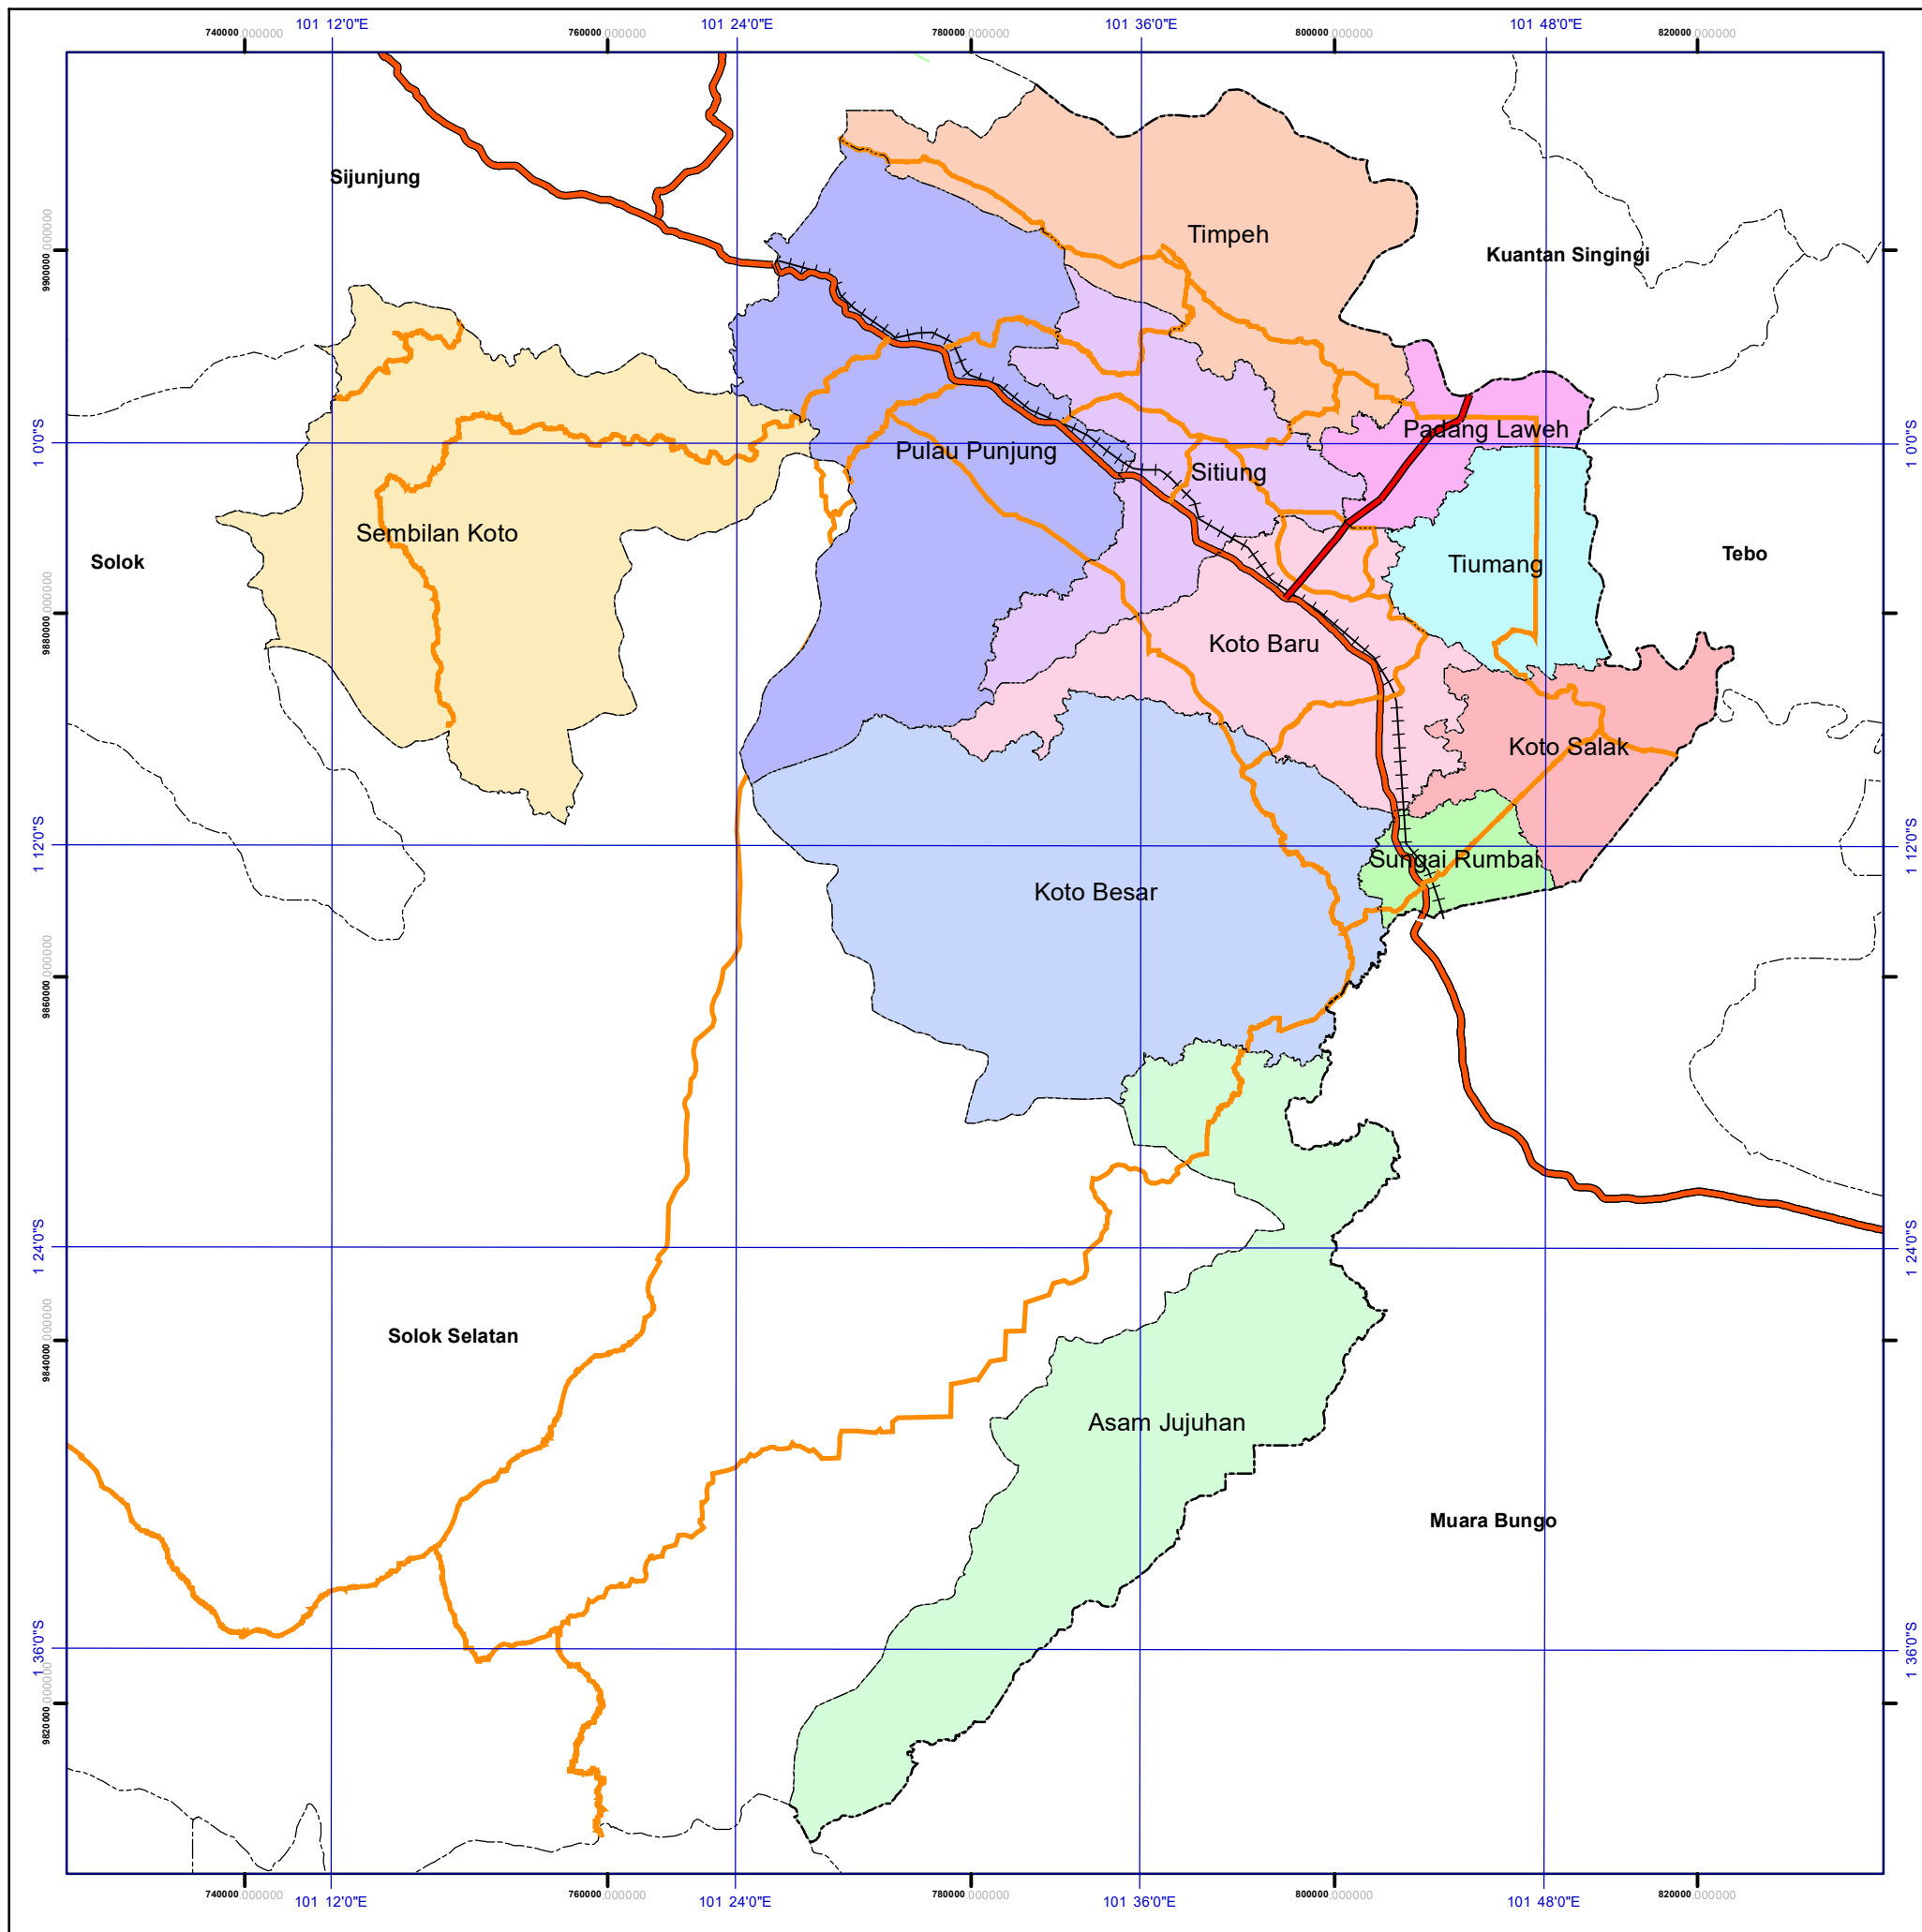 101 12'0"E
101 24'0"E
101 36'0"E
101 48'0"E
740000.000000
760000.000000
780000.000000
800000.000000
820000.000000
Sijunjung
Timpeh
Kuantan Singingi
9900000.000000
1 0'0"S
1 0'0"S
Padang Laweh
Pulau Punjung
Sitiung
Sembilan Koto
Solok
Tebo
Tiumang
9880000.000000
Koto Baru
Koto Salak
1 12'0"S
1 12'0"S
Sungai Rumbai
Koto Besar
9860000.000000
1 24'0"S
1 24'0"S
Solok Selatan
9840000.000000
Asam Jujuhan
Muara Bungo
1 36'0"S
1 36'0"S
9820000.000000
740000.000000
760000.000000
780000.000000
800000.000000
820000.000000
101 12'0"E
101 24'0"E
101 36'0"E
101 48'0"E